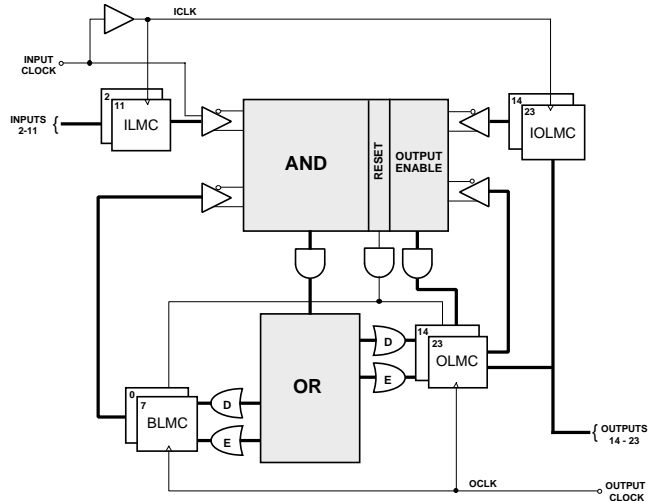 ICLK
INPUT
CLOCK
2
11
ILMC
INPUTS
2-11
{
AND
RESET
OUTPUT
ENABLE
14
23
IOLMC
D
E
14
23
OLMC
OR
0
7
BLMC
D
E
{
OUTPUTS
14 - 23
OCLK
OUTPUT
CLOCK